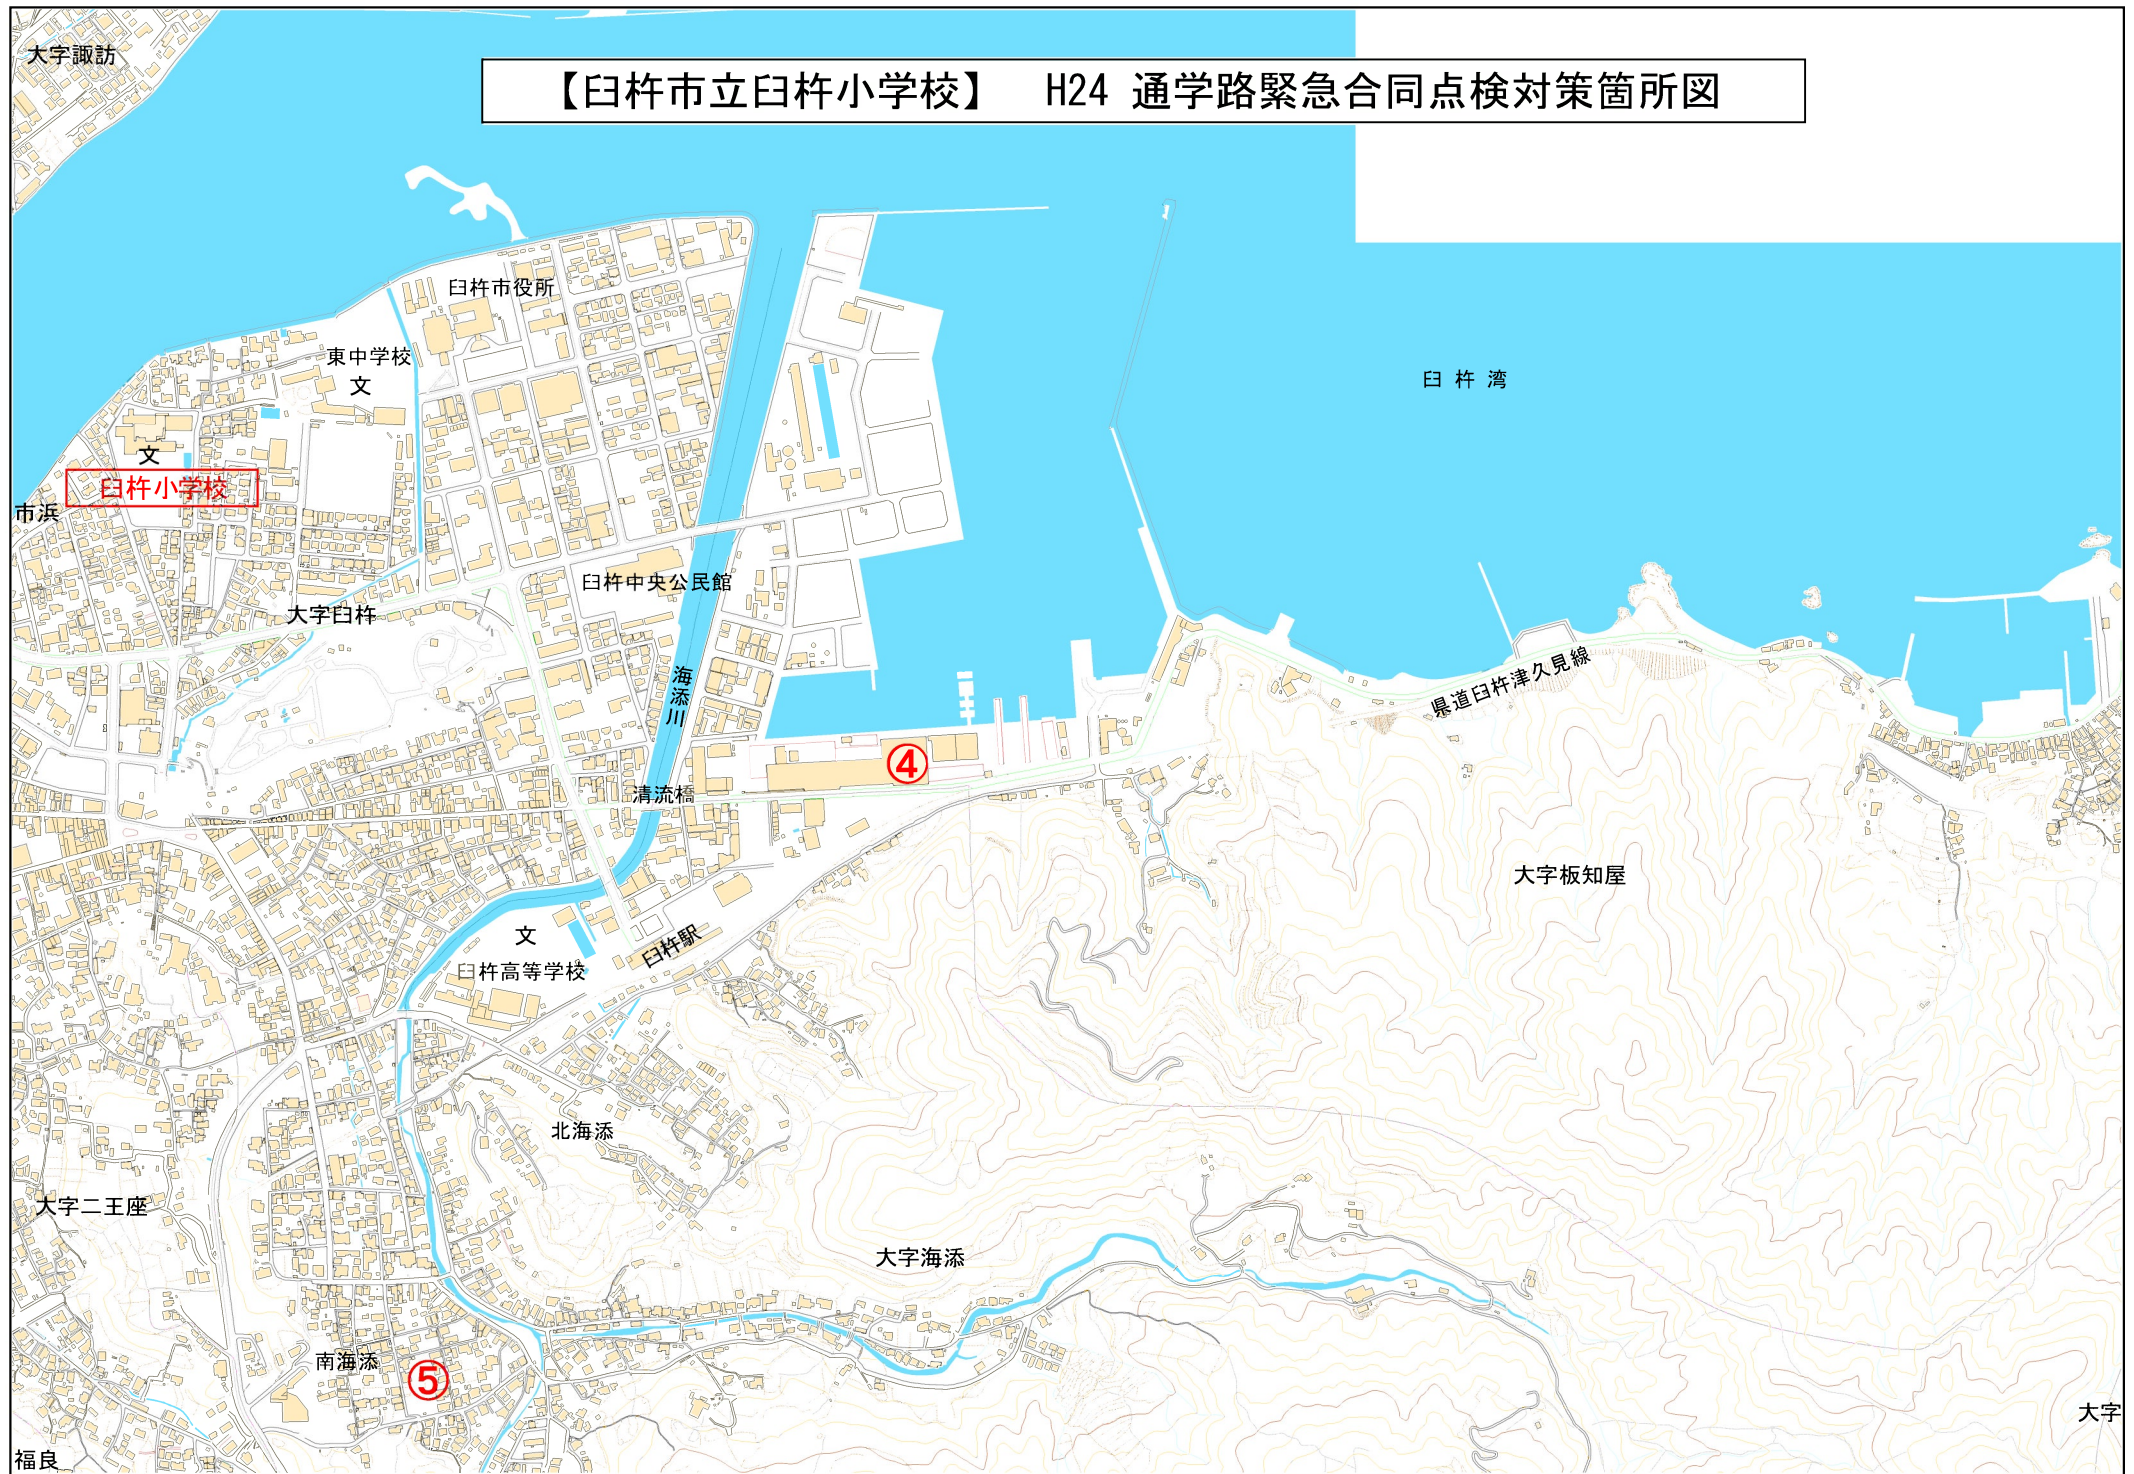 大字諏訪
【臼杵市立臼杵小学校】 H24 通学路緊急合同点検対策箇所図
臼杵市役所
東中学校
文
臼杵湾
文
臼杵小学校
市浜
臼杵中央公民館
大字臼杵
海添川
県道臼杵津久見線
④
清流橋
大字板知屋
文
臼杵駅
臼杵高等学校
北海添
大字二王座
大字海添
南海添
⑤
大字
福良